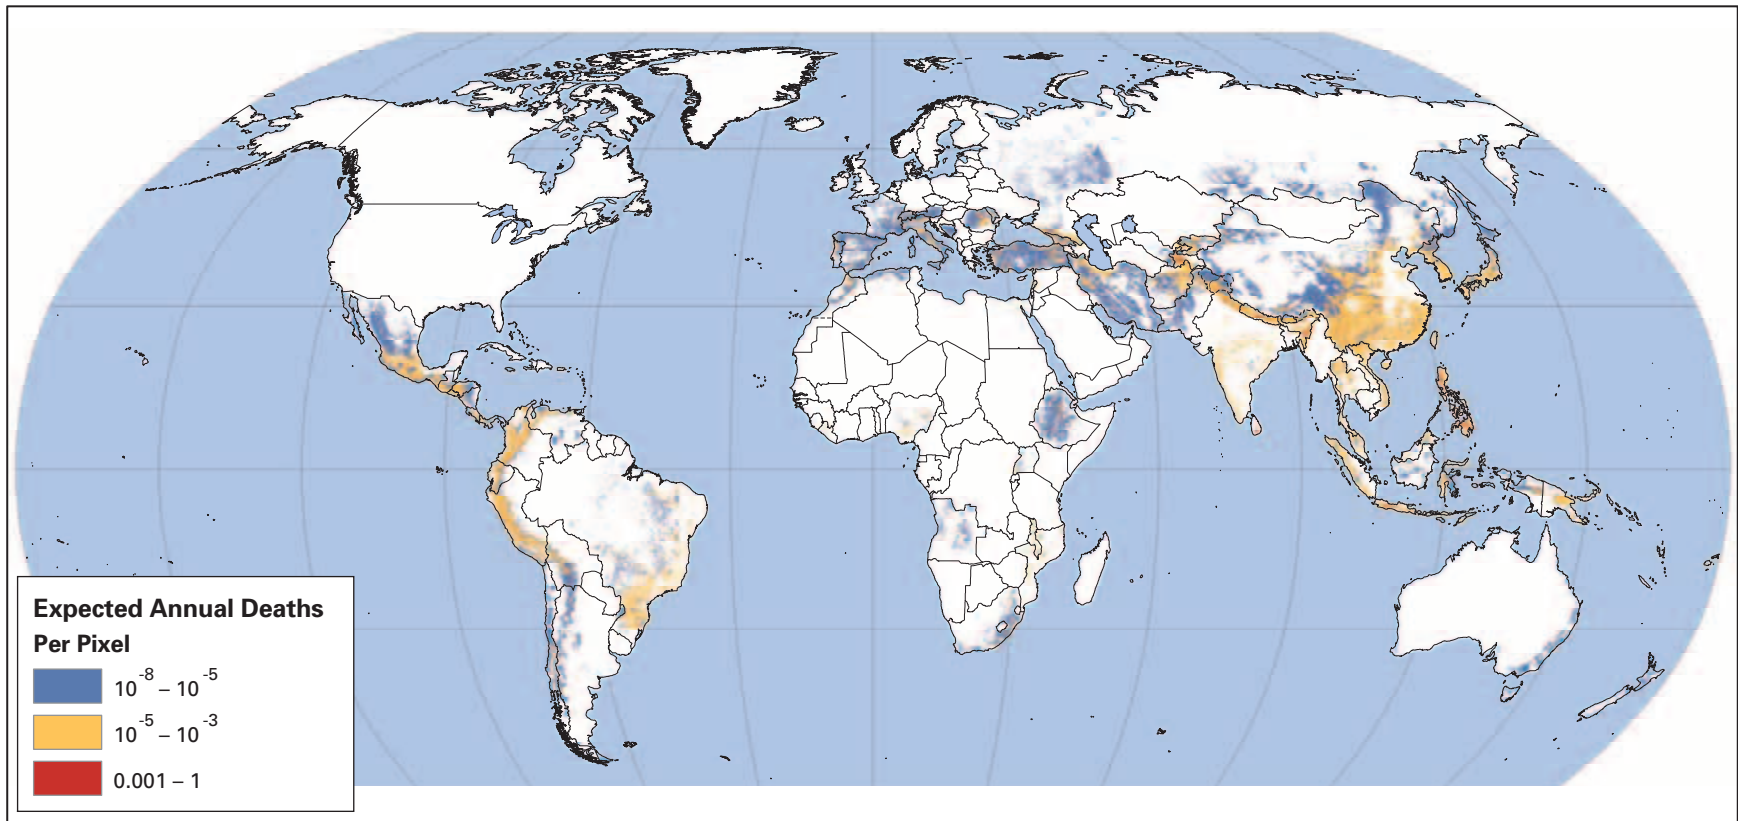 Expected Annual Deaths
Per Pixel
10⁻⁸ – 10⁻⁵
10⁻⁵ – 10⁻³
0.001 – 1